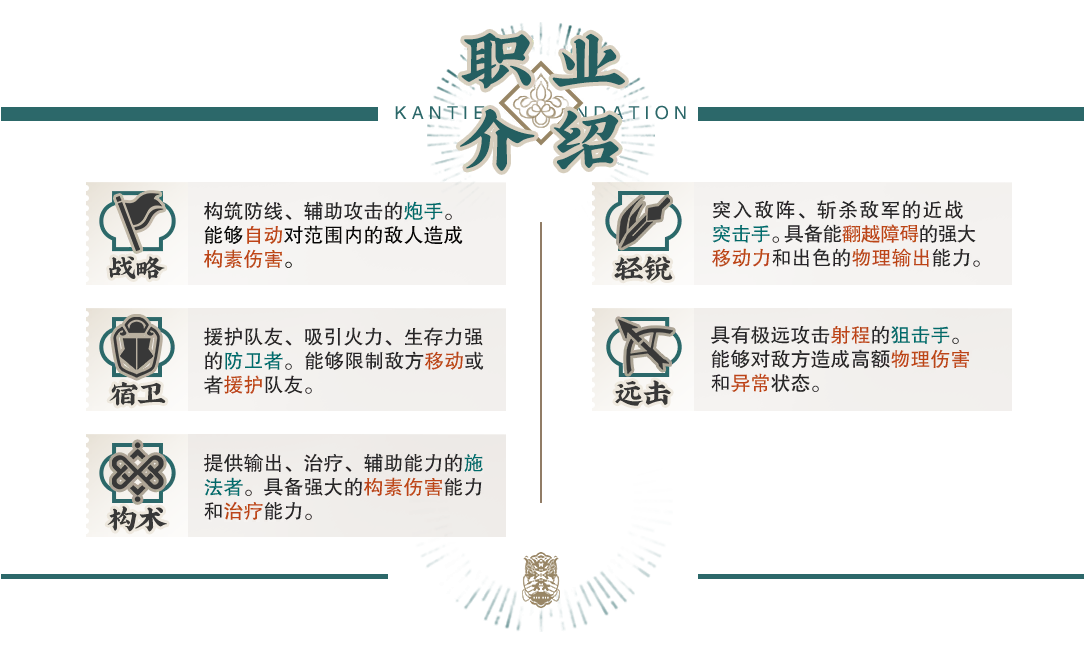 职业
KANTIE NDATION
介绍
构筑防线、辅助攻击的炮手。
能够自动对范围内的敌人造成
构素伤害。
战略
援护队友、吸引火力、生存力强
的防卫者。能够限制敌方移动或
者援护队友。
宿卫
提供输出、治疗、辅助能力的施
法者。具备强大的构素伤害能力
和治疗能力。
构术
突入敌阵、斩杀敌军的近战
突击手。具备能翻越障碍的强大
移动力和出色的物理输出能力。
轻锐
具有极远攻击射程的狙击手。
能够对敌方造成高额物理伤害
和异常状态。
远击